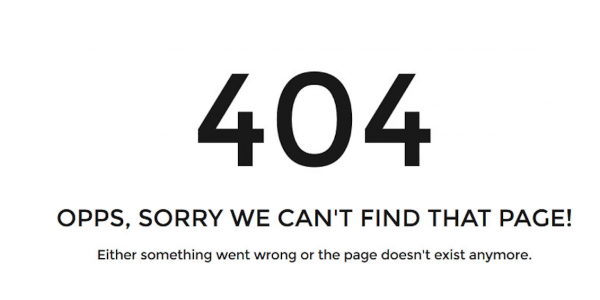 404
OPPS, SORRY WE CAN'T FIND THAT PAGE!
Either something went wrong or the page doesn't exist anymore.